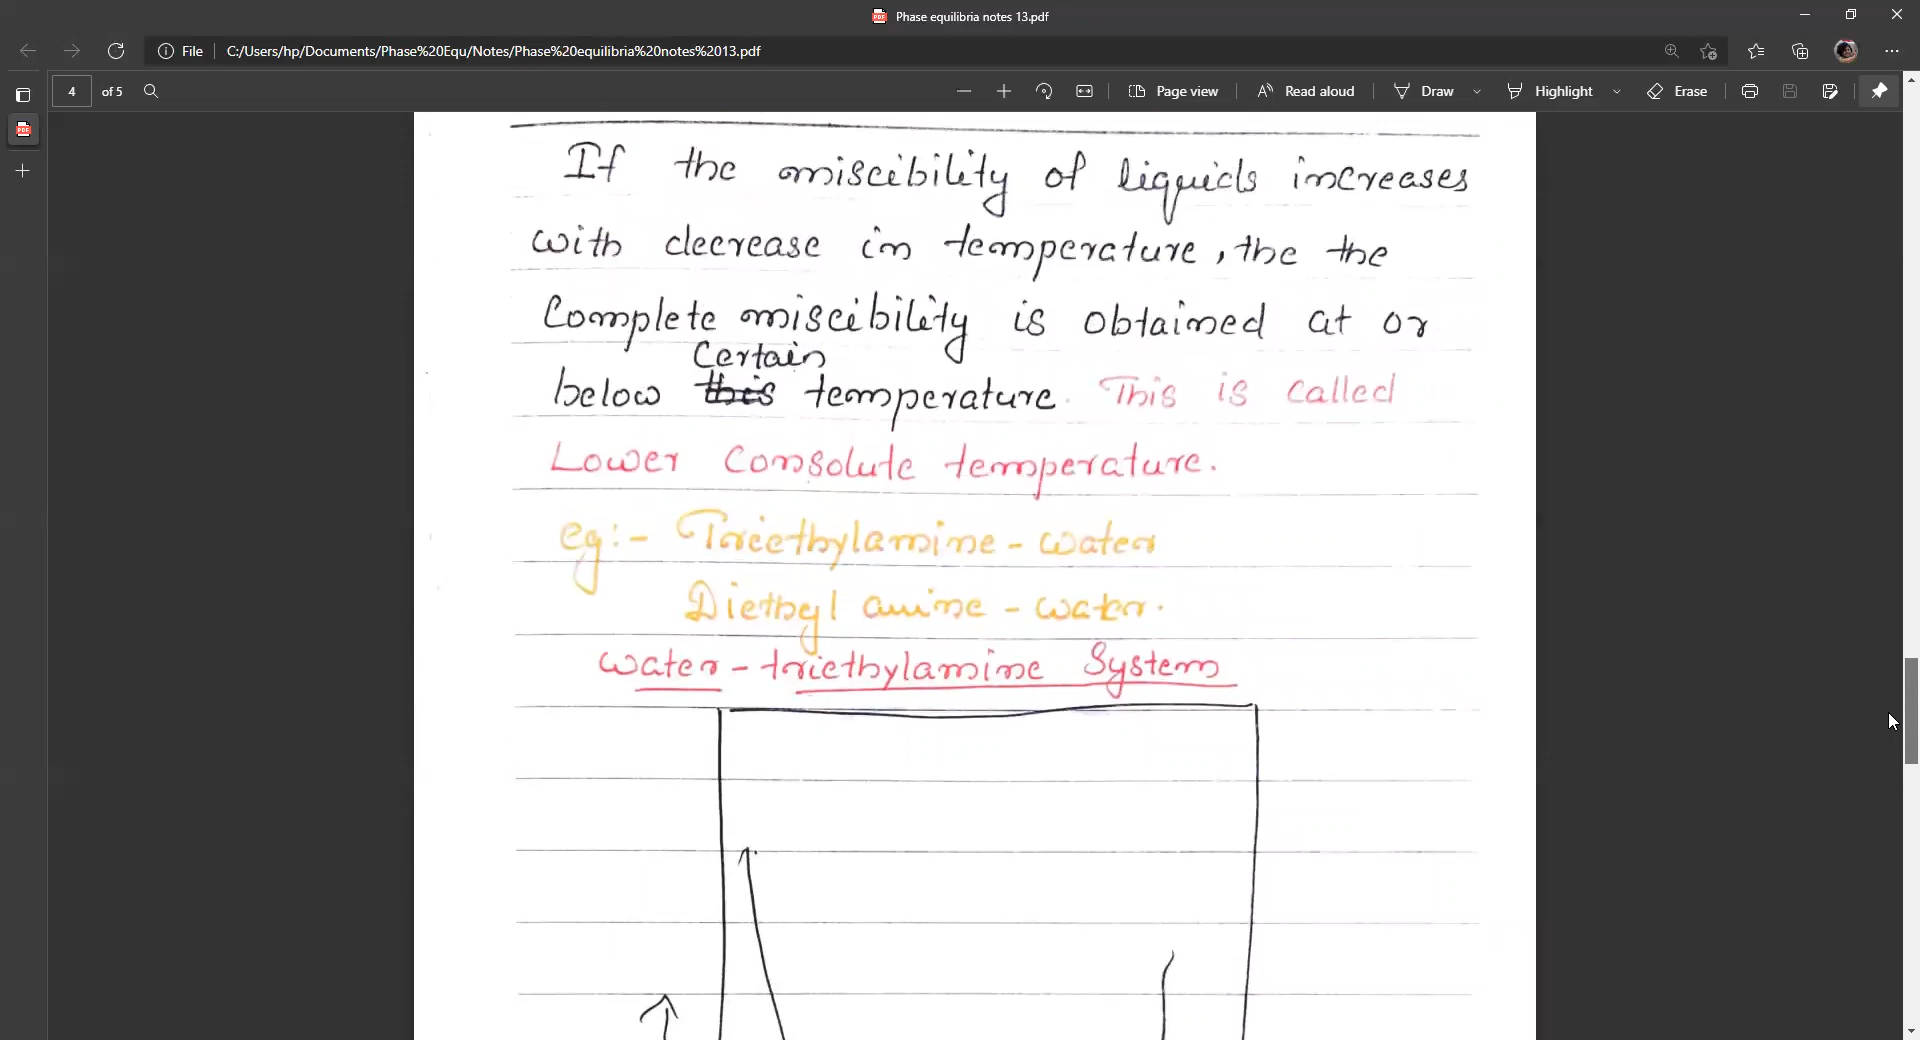 Phase equilibria notes 13.pdf
File C:/Users/hp/Documents/Phase%20Equ/Notes/Phase%20equilibria%20notes%2013.pdf
4 of 5 Page view Read aloud Draw Highlight Erase
If the miscibility of liquids increases
with decrease in temperature, the the
Complete miscibility is obtained at or
Certain
below this temperature. This is called
Lower Consolute temperature.
eg:- Triethylamine - water
Diethyl amine - water.
water - triethylamine System